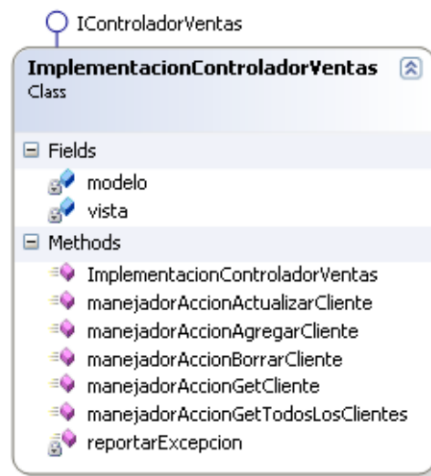 IControladorVentas
ImplementacionControladorVentas
Class
Fields
modelo
vista
Methods
ImplementacionControladorVentas
manejadorAccionActualizarCliente
manejadorAccionAgregarCliente
manejadorAccionBorrarCliente
manejadorAccionGetCliente
manejadorAccionGetTodosLosClientes
reportarExcepcion